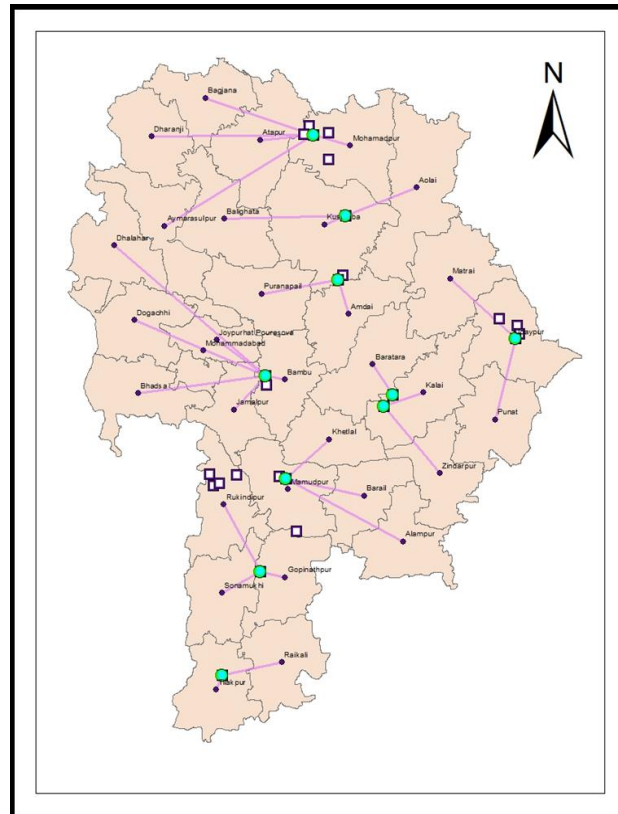 N
Bagjana
Dharanji
Atapur
Mohamadpur
Aolai
Balighata
Aymarasulpur
Dhalahar
Matrai
Puranapail
Amdai
Dogachhi
Joypurhat Pouresova
Mohammadabad
Baratara
Bambu
Kalai
Bhadsa
Jamalpur
Punat
Khetlal
Zindarpur
Mamudpur
Barail
Rukindipur
Alampur
Gopinathpur
Sonamukhi
Raikali